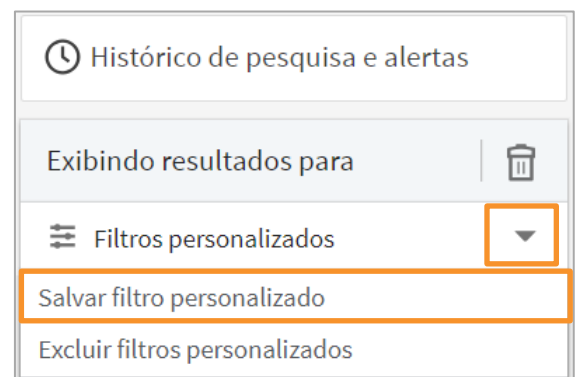 Histórico de pesquisa e alertas
Exibindo resultados para
Filtros personalizados
Salvar filtro personalizado
Excluir filtros personalizados